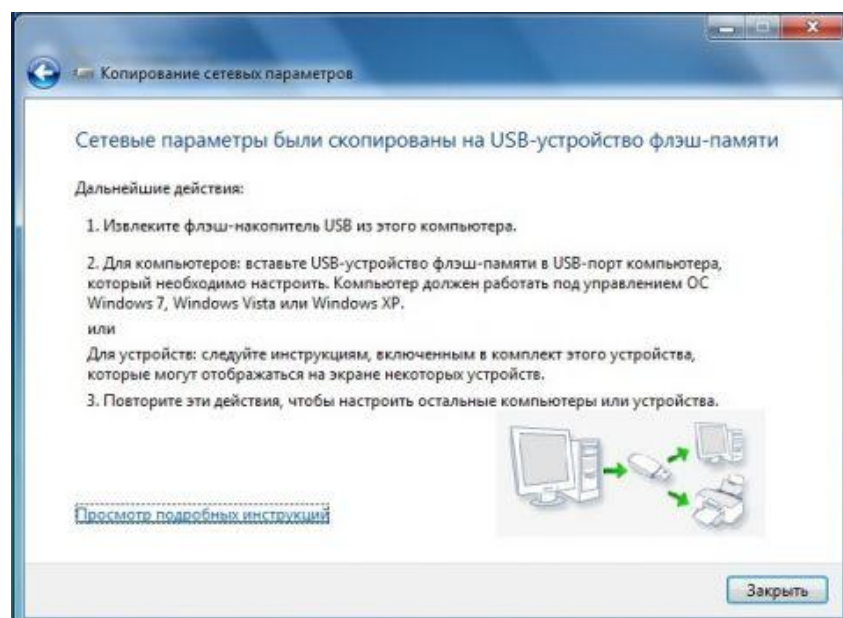 Копирование сетевых параметров
Сетевые параметры были скопированы на USB-устройство флэш-памяти
Дальнейшие действия:
1. Извлеките флэш-накопитель USB из этого компьютера.
2. Для компьютеров: вставьте USB-устройство флэш-памяти в USB-порт компьютера,
который необходимо настроить. Компьютер должен работать под управлением ОС
Windows 7, Windows Vista или Windows XP.
или
Для устройств: следуйте инструкциям, включенным в комплект этого устройства,
которые могут отображаться на экране некоторых устройств.
3. Повторите эти действия, чтобы настроить остальные компьютеры или устройства.
Просмотр подробных инструкций
Закрыть